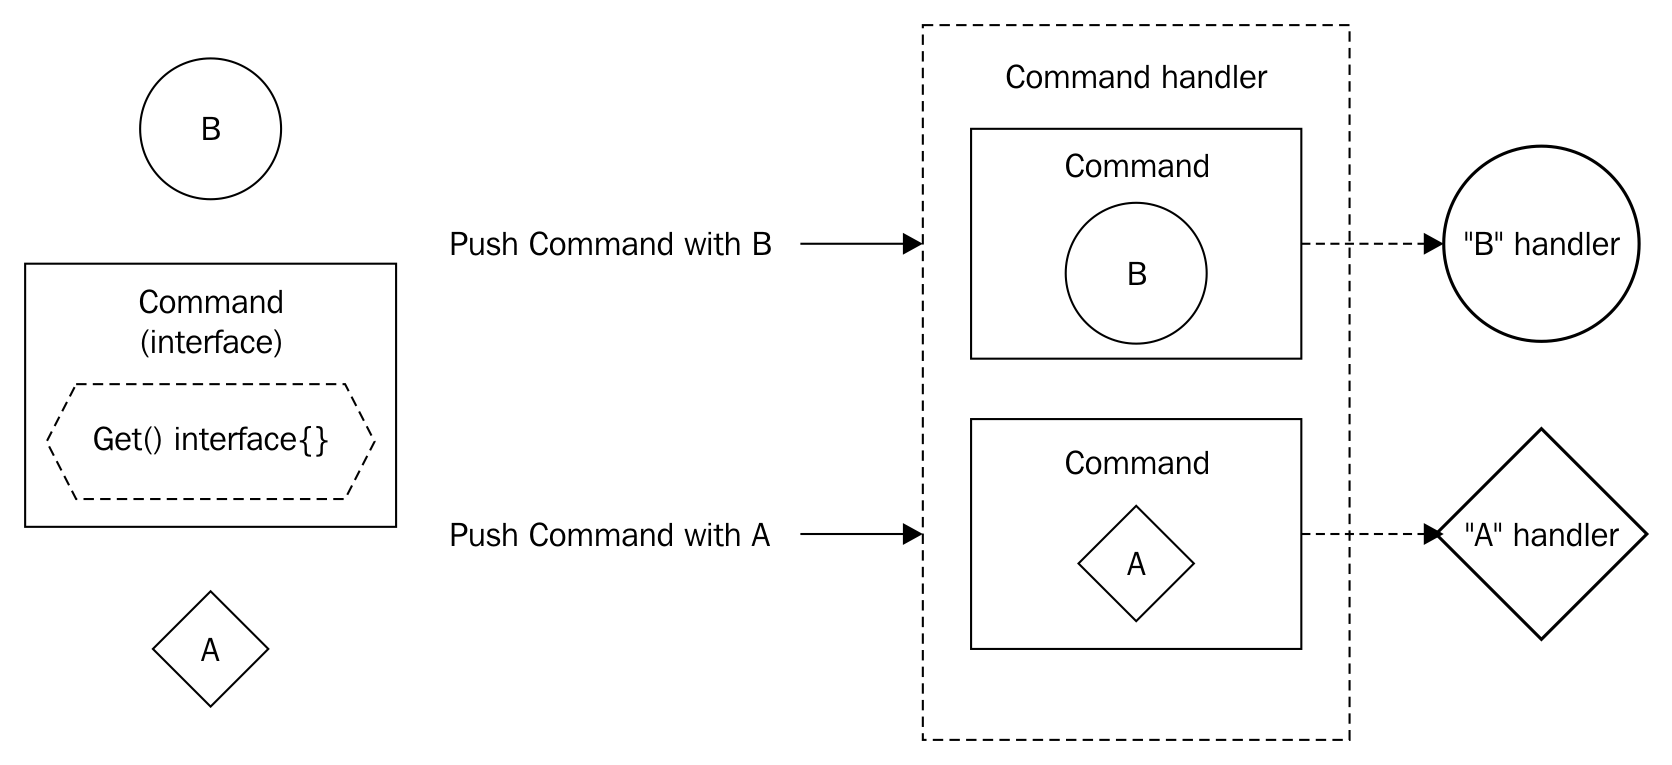 B
Command
(interface)
Get() interface{}
A
Push Command with B
Push Command with A
Command handler
Command
B
Command
A
"B" handler
"A" handler